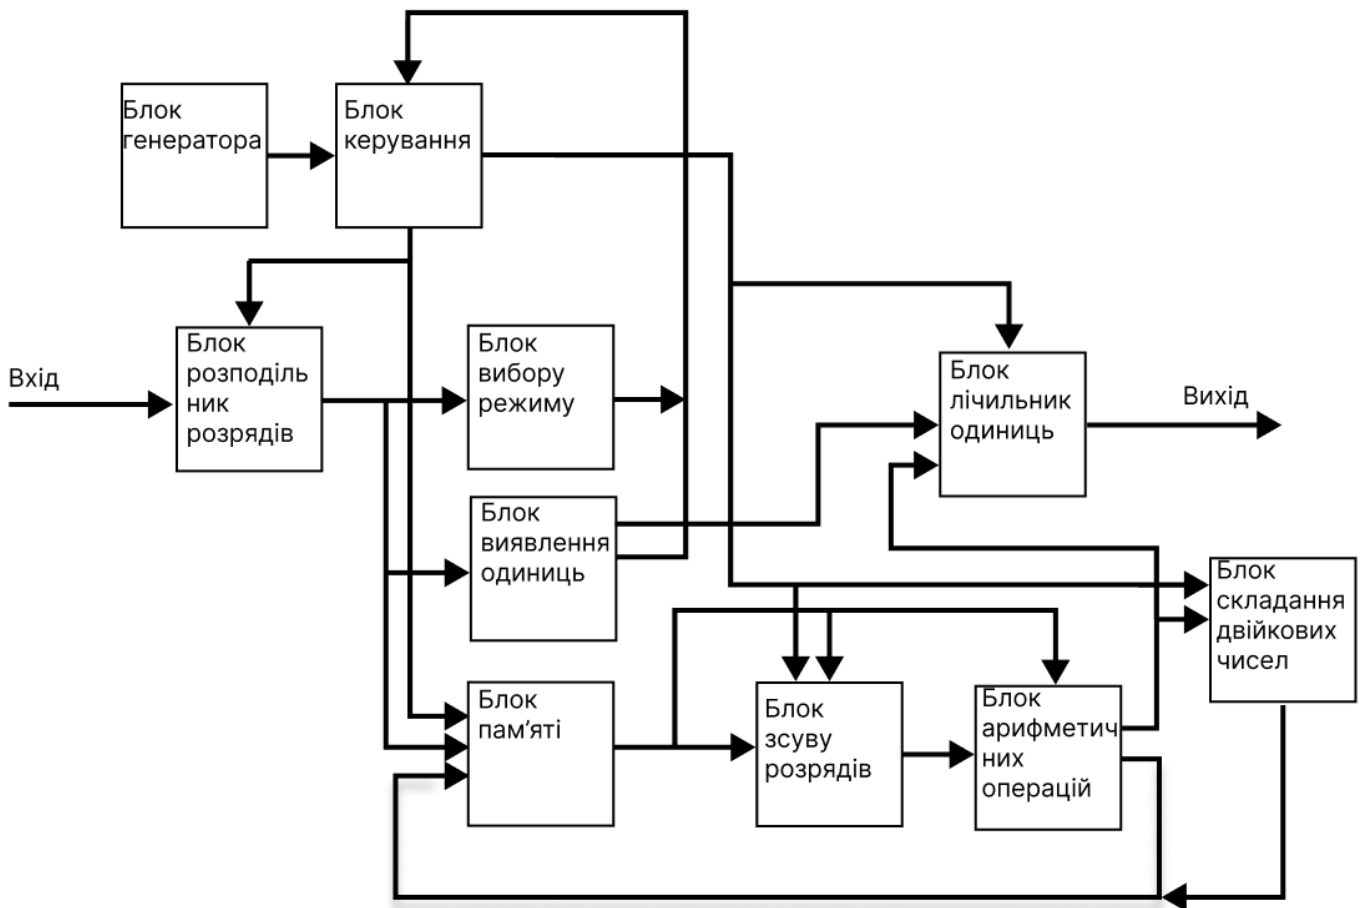 Блок
генератора
Блок
керування
Вхід
Блок
розподіль
ник
розрядів
Блок
вибору
режиму
Блок
лічильник
одиниць
Вихід
Блок
виявлення
одиниць
Блок
складання
двійкових
чисел
Блок
пам’яті
Блок
зсуву
розрядів
Блок
арифметич
них
операцій